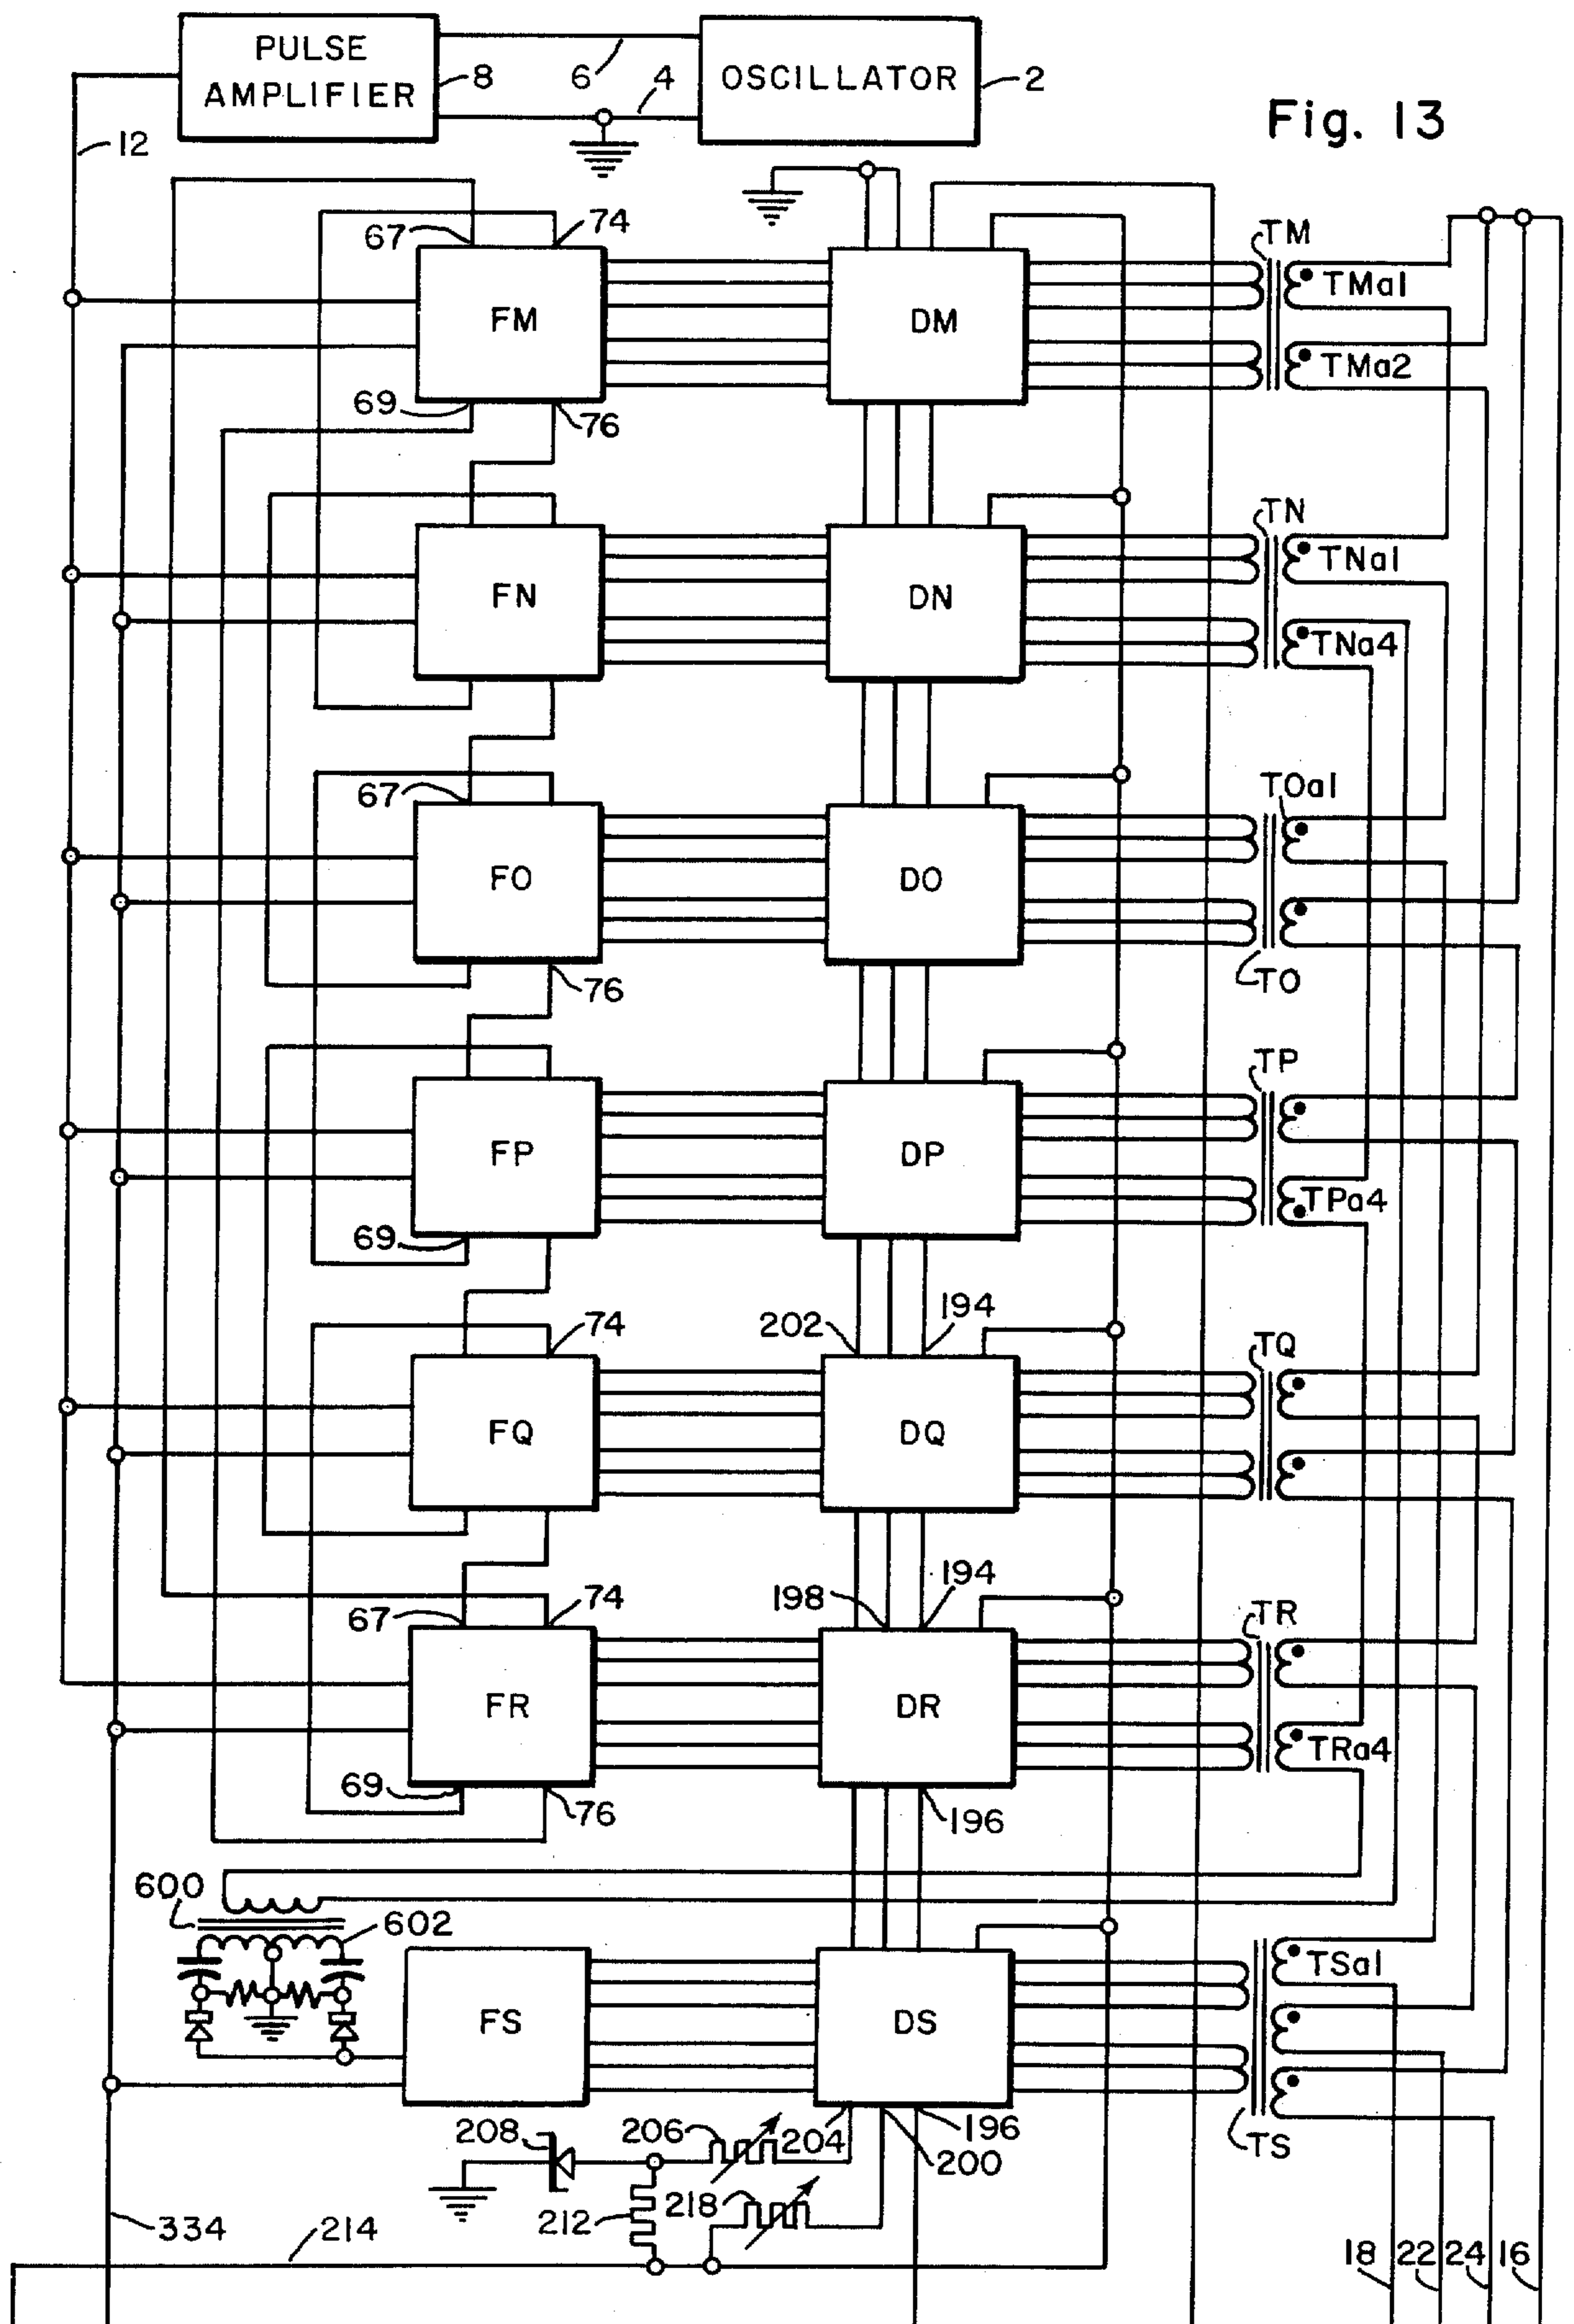 PULSE
AMPLIFIER
8
6
4
OSCILLATOR
2
Fig. 13
12
67
74
FM
DM
TM
TMa1
TMa2
69
76
FN
DN
TN
TNa1
TNa4
67
FO
DO
TOa1
TO
76
FP
DP
TP
TPa4
69
74
202
194
FQ
DQ
TQ
67
74
198
194
FR
DR
TR
TRa4
69
76
196
600
602
FS
DS
TSa1
TS
208
206
204
196
200
212
218
334
214
18
22
24
16